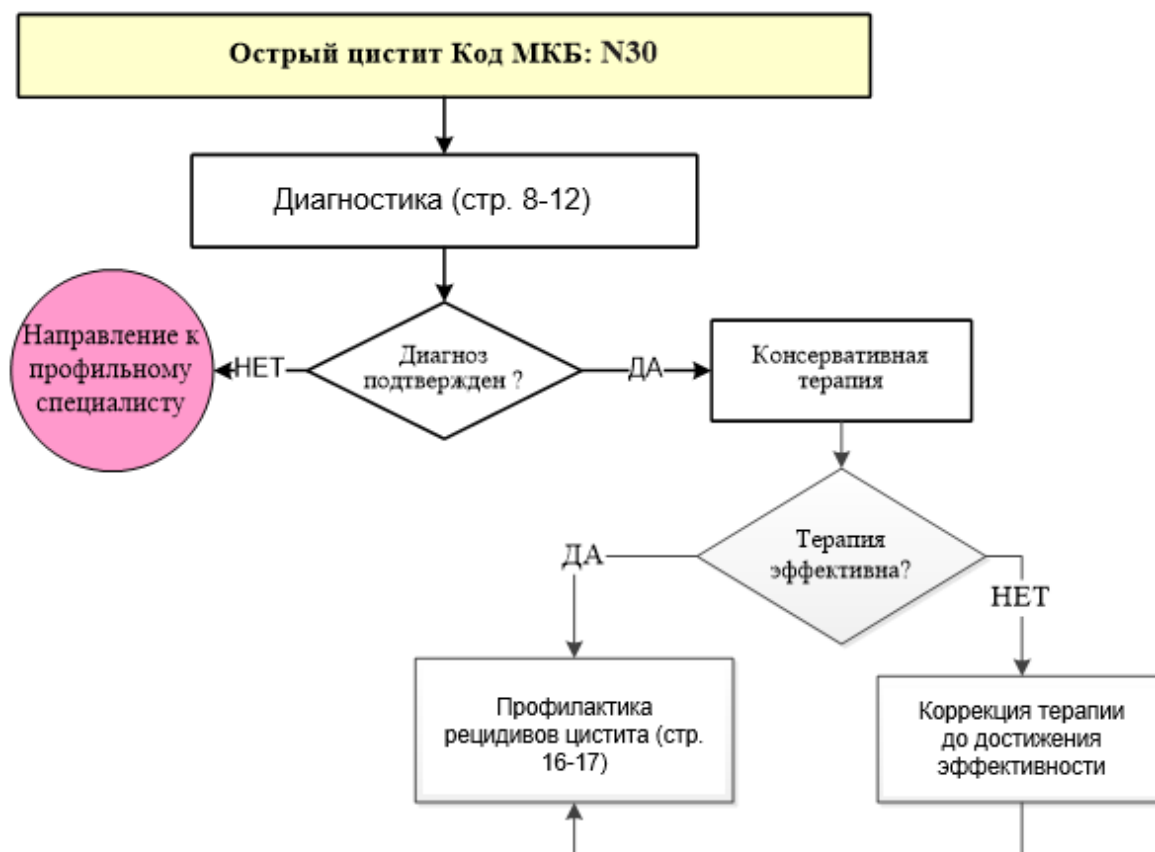 Острый цистит Код МКБ: N30
Диагностика (стр. 8-12)
Направление к
профильному
специалисту
НЕТ
Диагноз
подтвержден ?
ДА
Консервативная
терапия
Терапия
эффективна?
ДА
НЕТ
Профилактика
рецидивов цистита (стр.
16-17)
Коррекция терапии
до достижения
эффективности